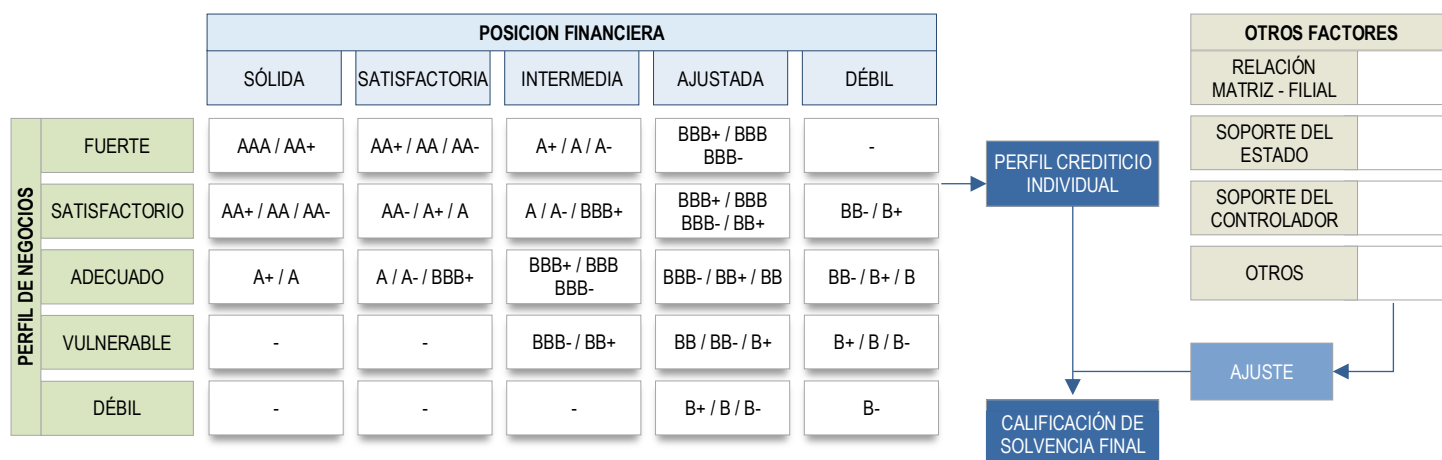 POSICION FINANCIERA
SÓLIDA
SATISFACTORIA
INTERMEDIA
AJUSTADA
DÉBIL
PERFIL DE NEGOCIOS
FUERTE
AAA / AA+
AA+ / AA / AA-
A+ / A / A-
BBB+ / BBB
BBB-
-
SATISFACTORIO
AA+ / AA / AA-
AA- / A+ / A
A / A- / BBB+
BBB+ / BBB
BBB- / BB+
BB- / B+
ADECUADO
A+ / A
A / A- / BBB+
BBB+ / BBB
BBB-
BBB- / BB+ / BB
BB- / B+ / B
VULNERABLE
-
-
BBB- / BB+
BB / BB- / B+
B+ / B / B-
DÉBIL
-
-
-
B+ / B / B-
B-
PERFIL CREDITICIO
INDIVIDUAL
CALIFICACIÓN DE
SOLVENCIA FINAL
OTROS FACTORES
RELACIÓN
MATRIZ - FILIAL
SOPORTE DEL
ESTADO
SOPORTE DEL
CONTROLADOR
OTROS
AJUSTE